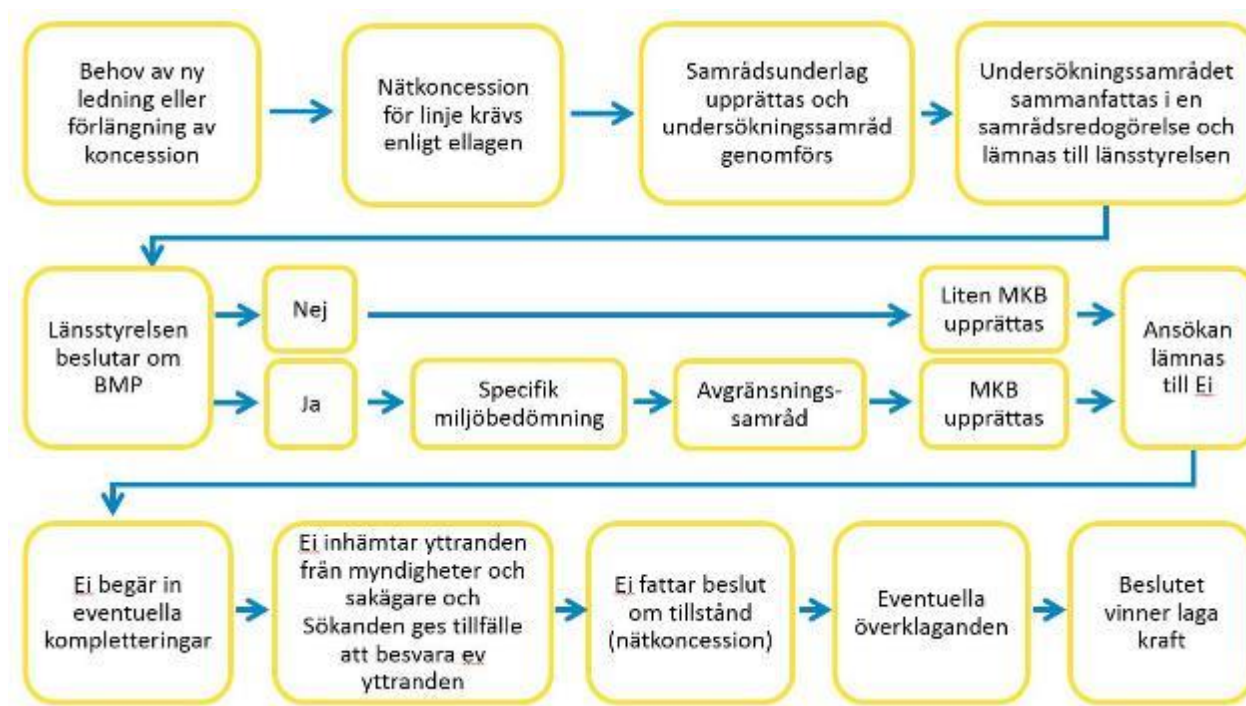 Behov av ny
ledning eller
förlängning av
koncession
Nätkoncession
för linje krävs
enligt ellagen
Samrådsunderlag
upprättas och
undersökningssamråd
genomförs
Undersökningssamrådet
sammanfattas i en
samrådsredogörelse och
lämnas till länsstyrelsen
Länsstyrelsen
beslutar om
BMP
Nej
Liten MKB
upprättas
Ja
Specifik
miljöbedömning
Avgränsnings-
samråd
MKB
upprättas
Ansökan
lämnas
till Ei
Ei begär in
eventuella
kompletteringar
Ei inhämtar yttranden
från myndigheter och
sakägare och
Sökanden ges tillfälle
att besvara ev
yttranden
Ei fattar beslut
om tillstånd
(nätkoncession)
Eventuella
överklaganden
Beslutet
vinner laga
kraft